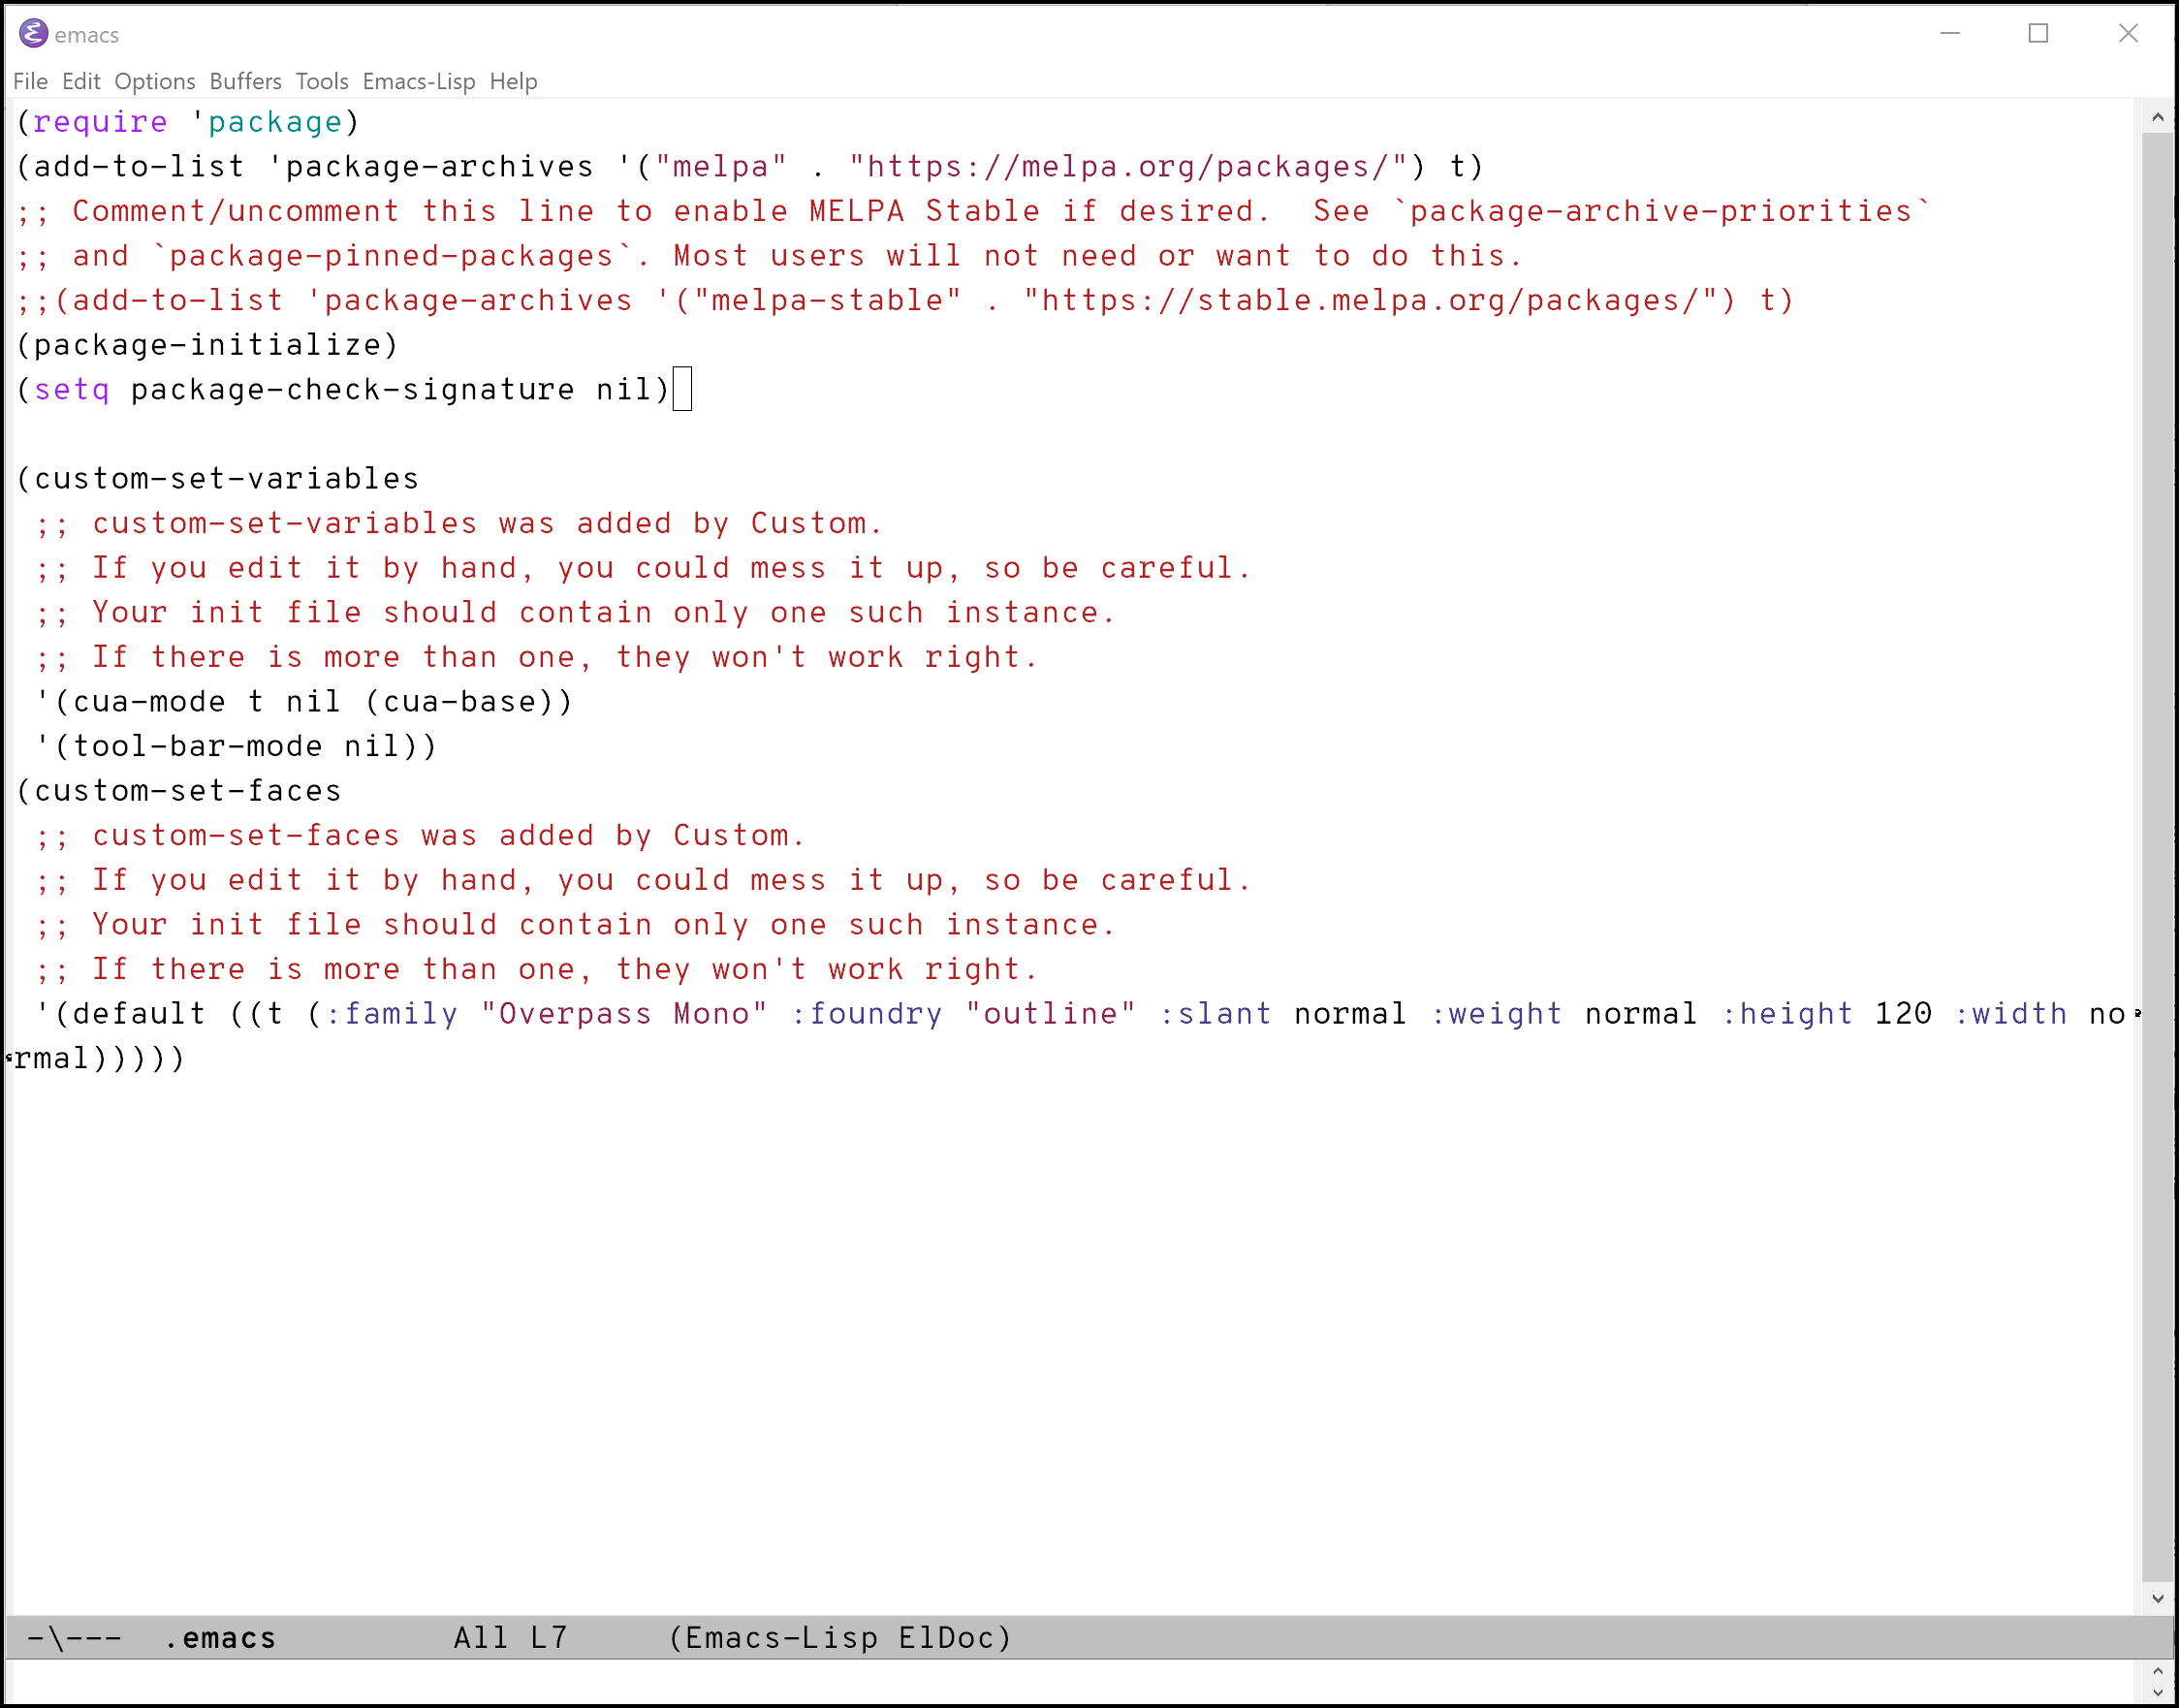 emacs
File Edit Options Buffers Tools Emacs-Lisp Help
(require 'package)
(add-to-list 'package-archives '("melpa" . "https://melpa.org/packages/") t)
;; Comment/uncomment this line to enable MELPA Stable if desired.  See `package-archive-priorities`
;; and `package-pinned-packages`. Most users will not need or want to do this.
;;(add-to-list 'package-archives '("melpa-stable" . "https://stable.melpa.org/packages/") t)
(package-initialize)
(setq package-check-signature nil)
(custom-set-variables
 ;; custom-set-variables was added by Custom.
 ;; If you edit it by hand, you could mess it up, so be careful.
 ;; Your init file should contain only one such instance.
 ;; If there is more than one, they won't work right.
 '(cua-mode t nil (cua-base))
 '(tool-bar-mode nil))
(custom-set-faces
 ;; custom-set-faces was added by Custom.
 ;; If you edit it by hand, you could mess it up, so be careful.
 ;; Your init file should contain only one such instance.
 ;; If there is more than one, they won't work right.
 '(default ((t (:family "Overpass Mono" :foundry "outline" :slant normal :weight normal :height 120 :width no
rmal)))))
-\---  .emacs         All L7     (Emacs-Lisp ElDoc)